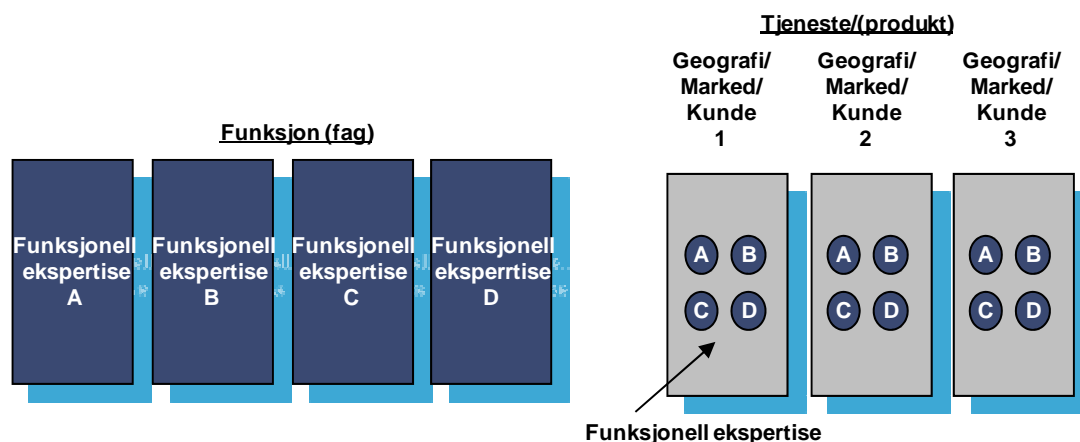 Funksjon (fag)
Funksjonell
ekspertise
A
Funksjonell
ekspertise
B
Funksjonell
ekspertise
C
Funksjonell
eksperrtise
D
Tjeneste/(produkt)
Geografi/
Marked/
Kunde
1
Geografi/
Marked/
Kunde
2
Geografi/
Marked/
Kunde
3
A B
C D
A B
C D
A B
C D
Funksjonell ekspertise